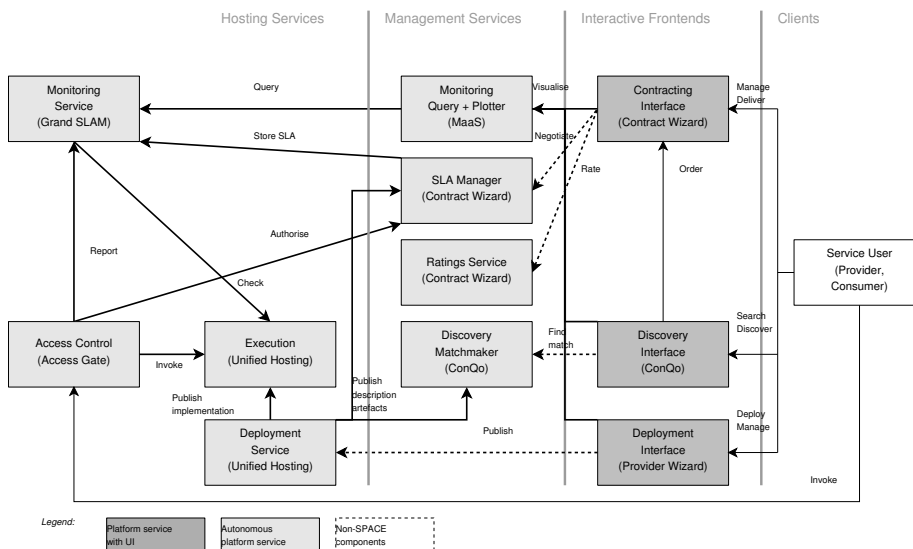 Hosting Services
Management Services
Interactive Frontends
Clients
Monitoring
Service
(Grand SLAM)
Query
Monitoring
Query + Plotter
(MaaS)
Visualise
Contracting
Interface
(Contract Wizard)
Manage
Deliver
Store SLA
Negotiate
SLA Manager
(Contract Wizard)
Rate
Order
Authorise
Report
Ratings Service
(Contract Wizard)
Service User
(Provider,
Consumer)
Check
Access Control
(Access Gate)
Invoke
Execution
(Unified Hosting)
Discovery
Matchmaker
(ConQo)
Find
match
Discovery
Interface
(ConQo)
Search
Discover
Publish
implementation
Publish
description
artefacts
Deployment
Service
(Unified Hosting)
Publish
Deployment
Interface
(Provider Wizard)
Deploy
Manage
Invoke
Legend:
Platform service
with UI
Autonomous
platform service
Non-SPACE
components